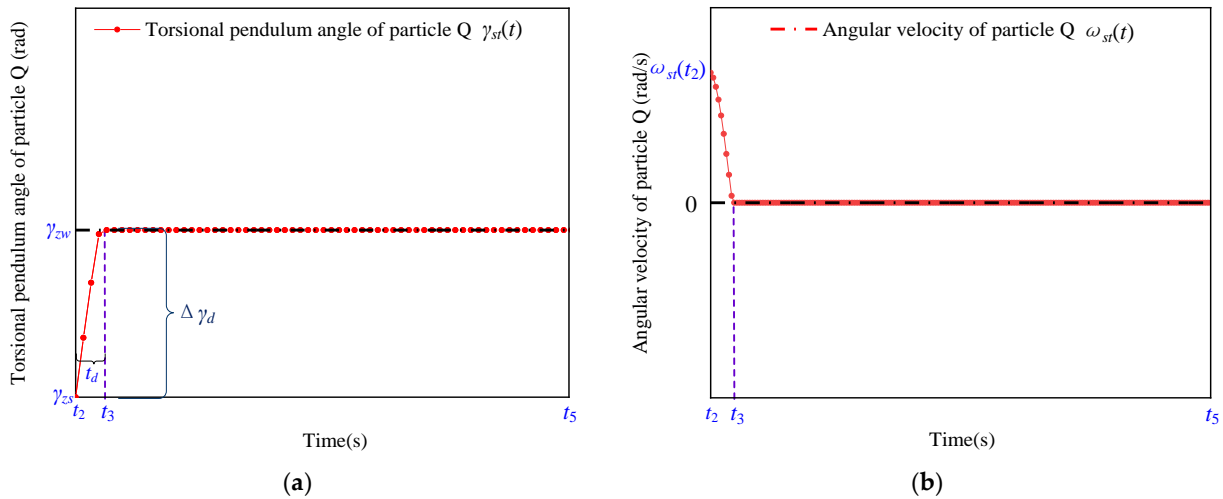 Torsional pendulum angle of particle Q γst(t)
Torsional pendulum angle of particle Q (rad)
γzw
Δ γd
td
γzs
t2
t3
t5
Time(s)
(a)
Angular velocity of particle Q ωst(t)
Angular velocity of particle Q (rad/s)
ωst(t2)
0
t2
t3
t5
Time(s)
(b)